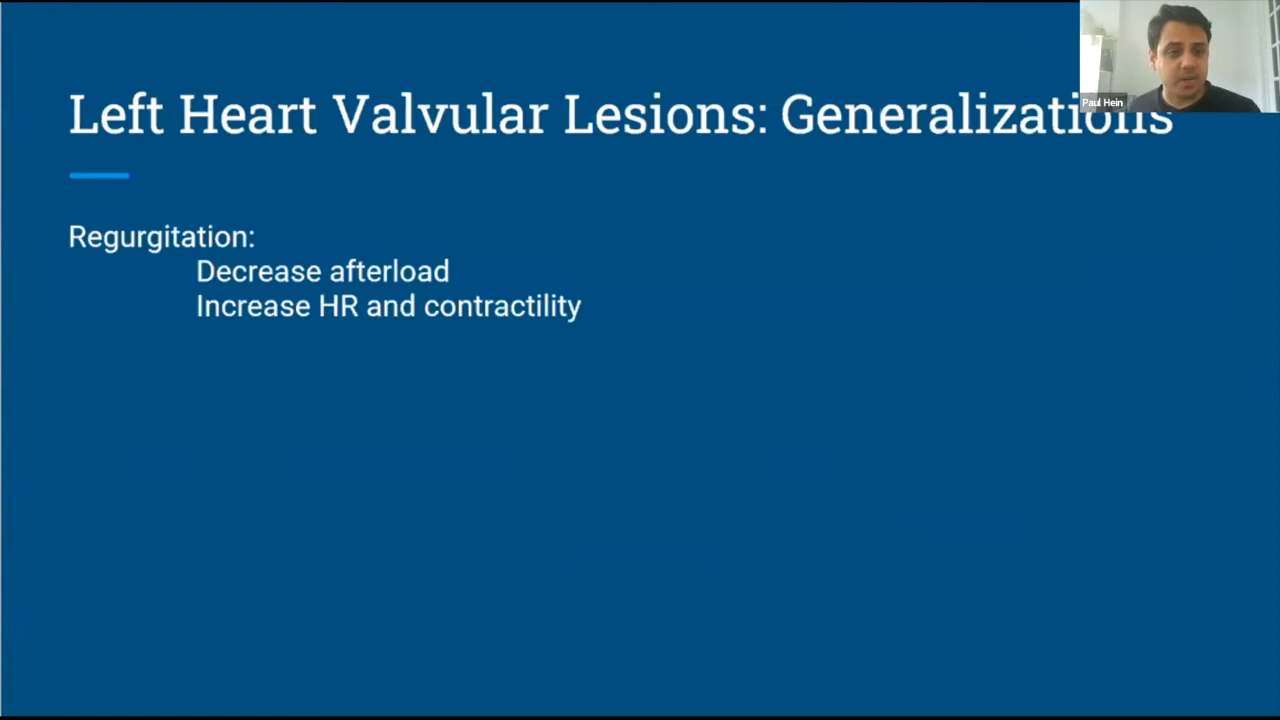 Left Heart Valvular Lesions: Generalizations
Paul Hein
Regurgitation:
Decrease afterload
Increase HR and contractility